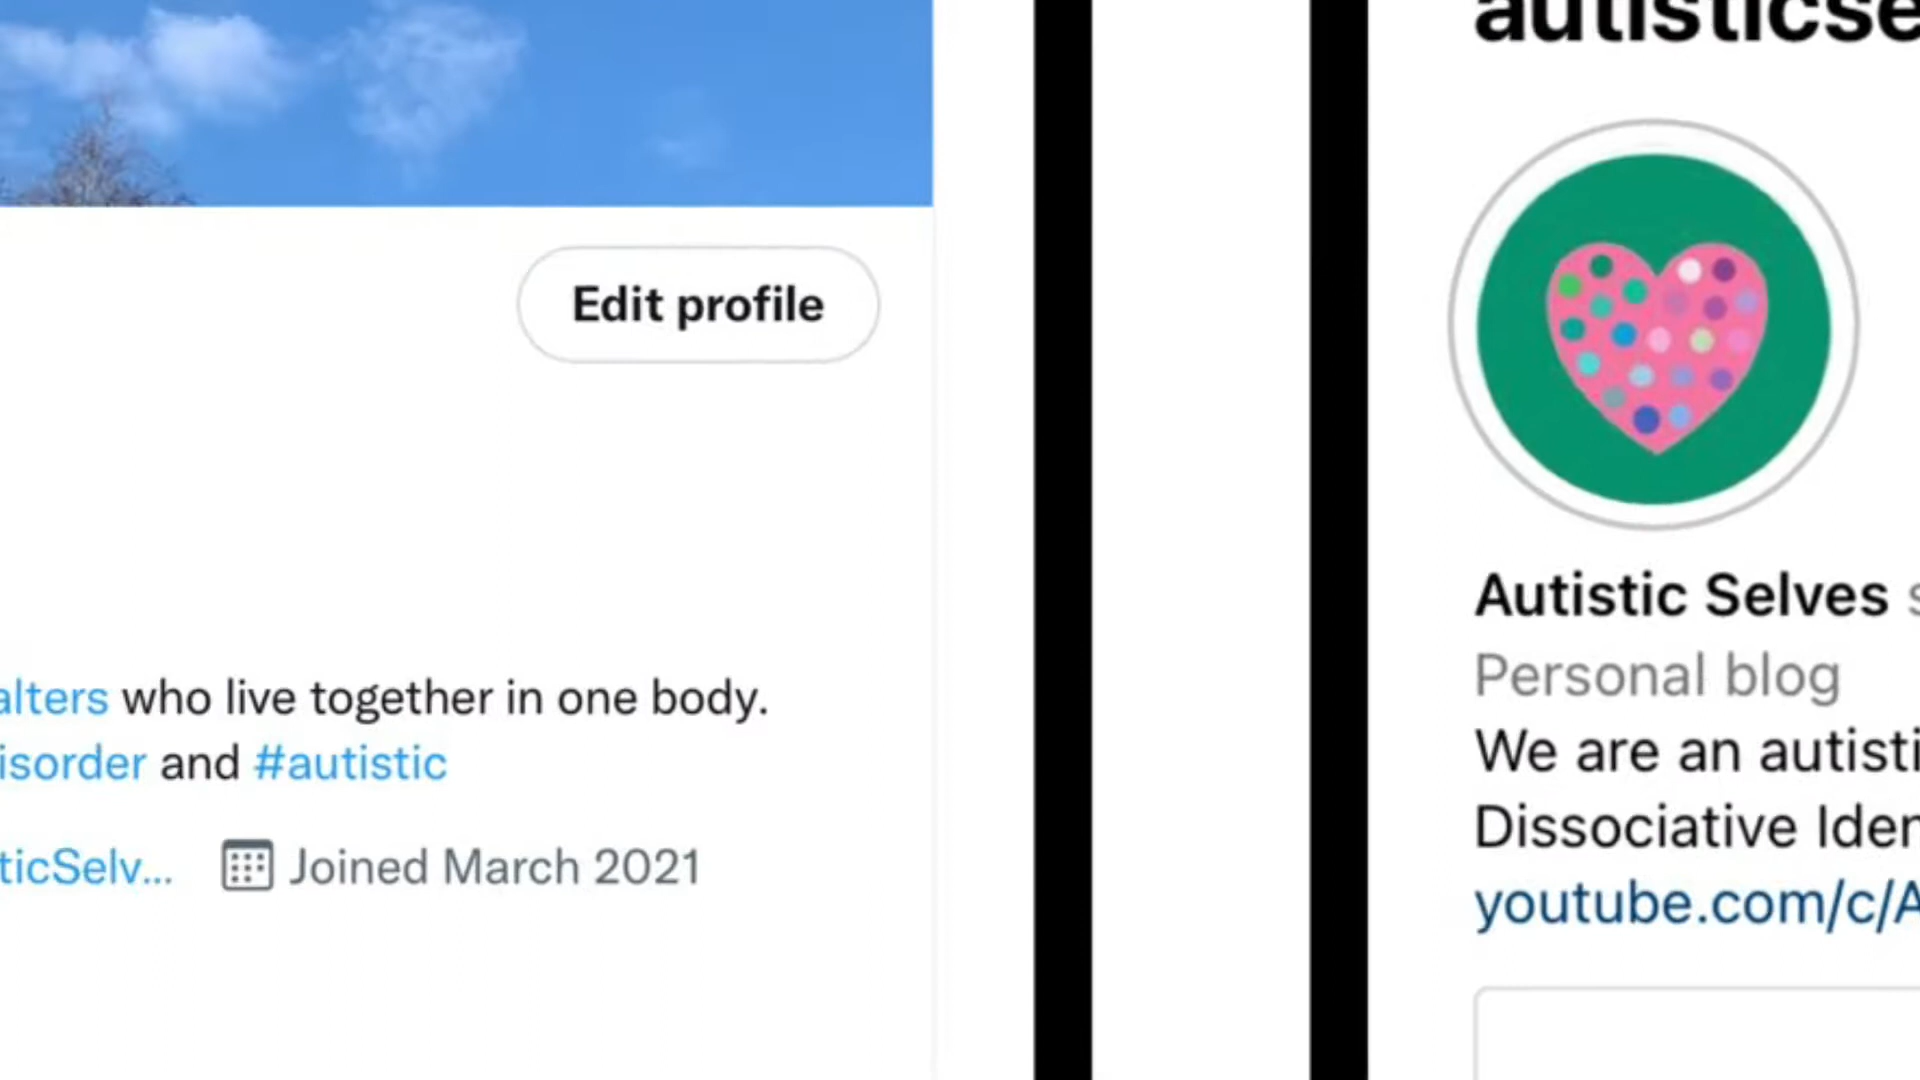 Edit profile
alters who live together in one body.
isorder and #autistic
ticSelv... Joined March 2021
autisticse
Autistic Selves
Personal blog
We are an autisti
Dissociative Iden
youtube.com/c/A